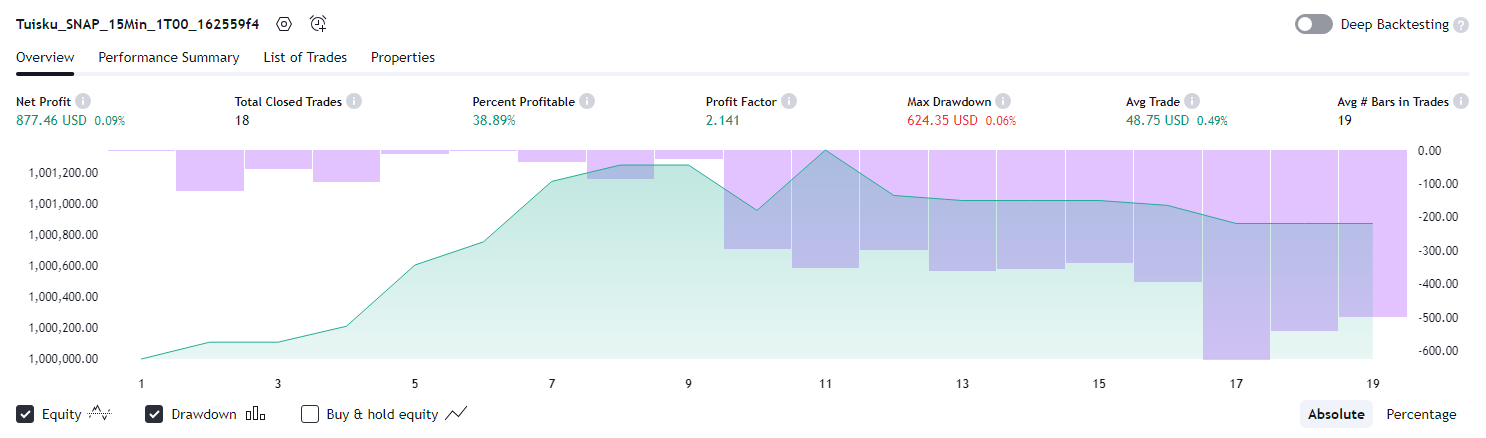 Tuisku_SNAP_15Min_1T00_162559f4 Deep Backtesting ?
Overview Performance Summary List of Trades Properties
Net Profit i Total Closed Trades i Percent Profitable i Profit Factor i Max Drawdown i Avg Trade i Avg # Bars in Trades i
877.46 USD 0.09% 18 38.89% 2.141 624.35 USD 0.06% 48.75 USD 0.49% 19
0.00
1,001,200.00
-100.00
1,001,000.00
-200.00
1,000,800.00
-300.00
1,000,600.00
-400.00
1,000,400.00
-500.00
1,000,200.00
-600.00
1,000,000.00
1 3 5 7 9 11 13 15 17 19
Equity Drawdown Buy & hold equity Absolute Percentage